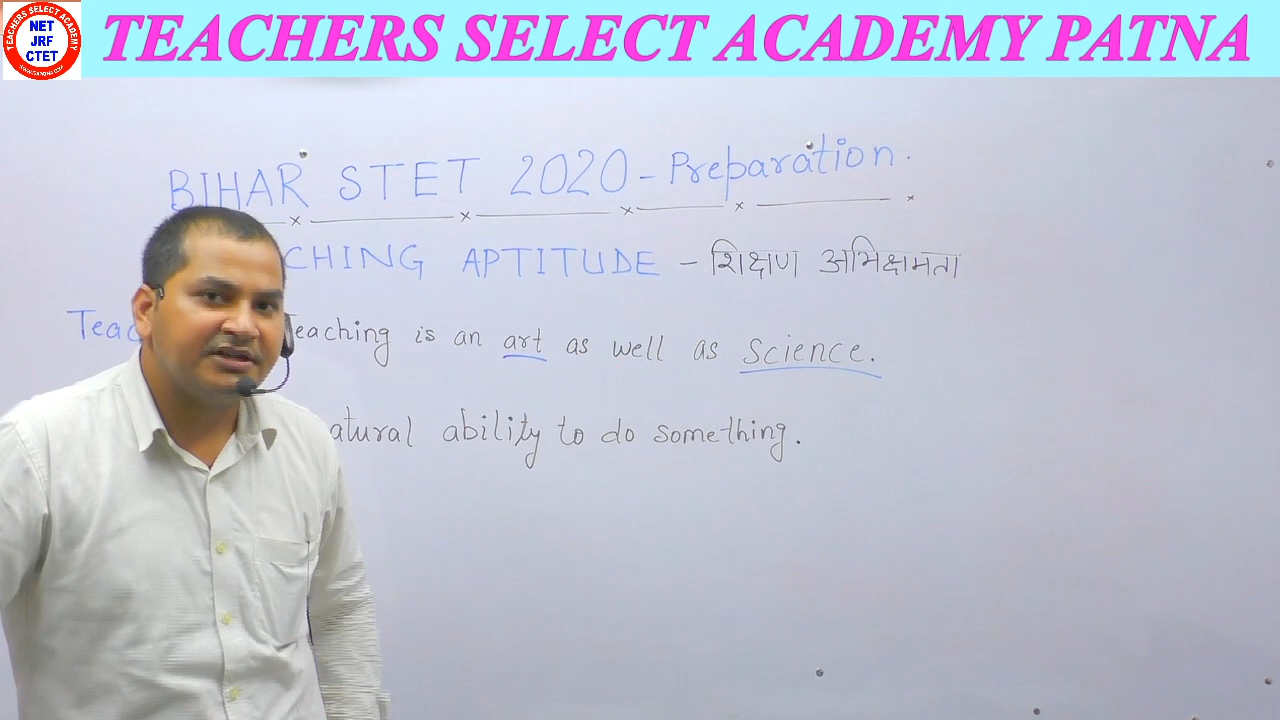 TEACHERS SELECT ACADEMY
NET
JRF
CTET
TEACHERS SELECT ACADEMY PATNA
BIHAR STET 2020 - Preparation.
CHING APTITUDE - शिक्षण अभिक्षमता
Teac Teaching is an art as well as Science.
atural ability to do something.